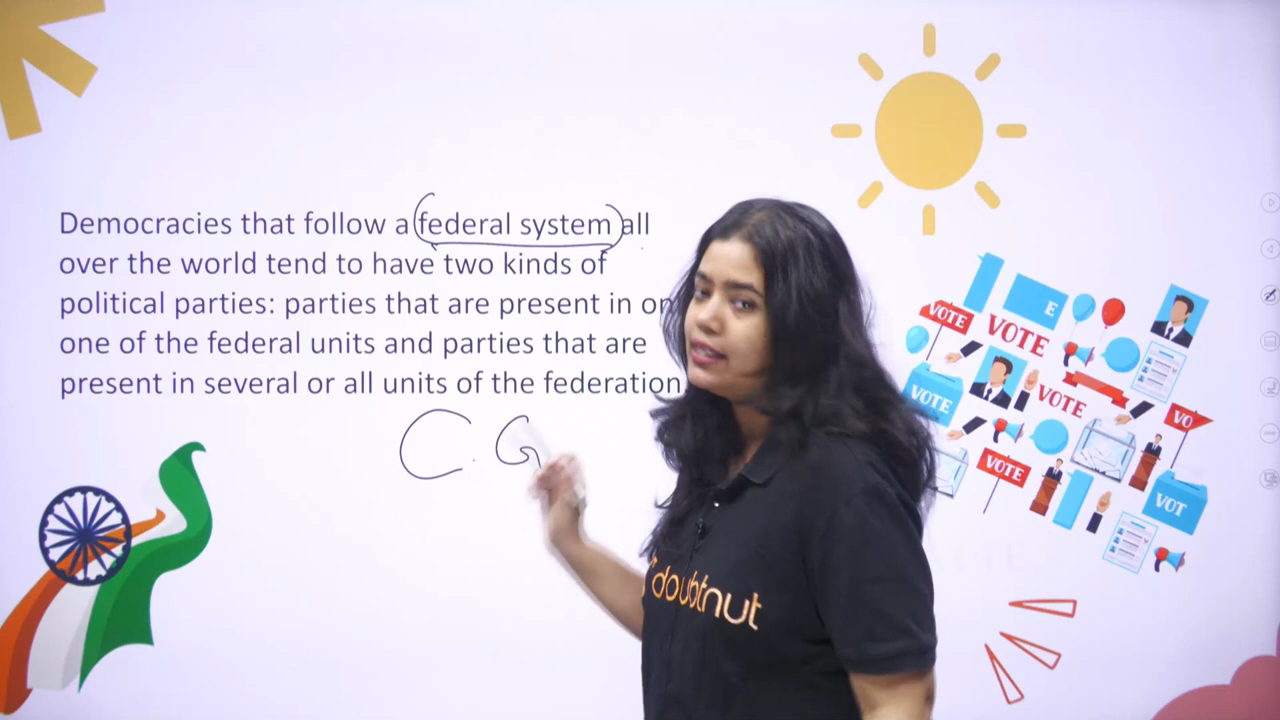 Democracies that follow a federal system all
over the world tend to have two kinds of
political parties: parties that are present in
one of the federal units and parties that are
present in several or all units of the federation
C. G
doubtnut
VOTE
E
VOTE
VOTE
VOTE
VO
VOTE
VOT